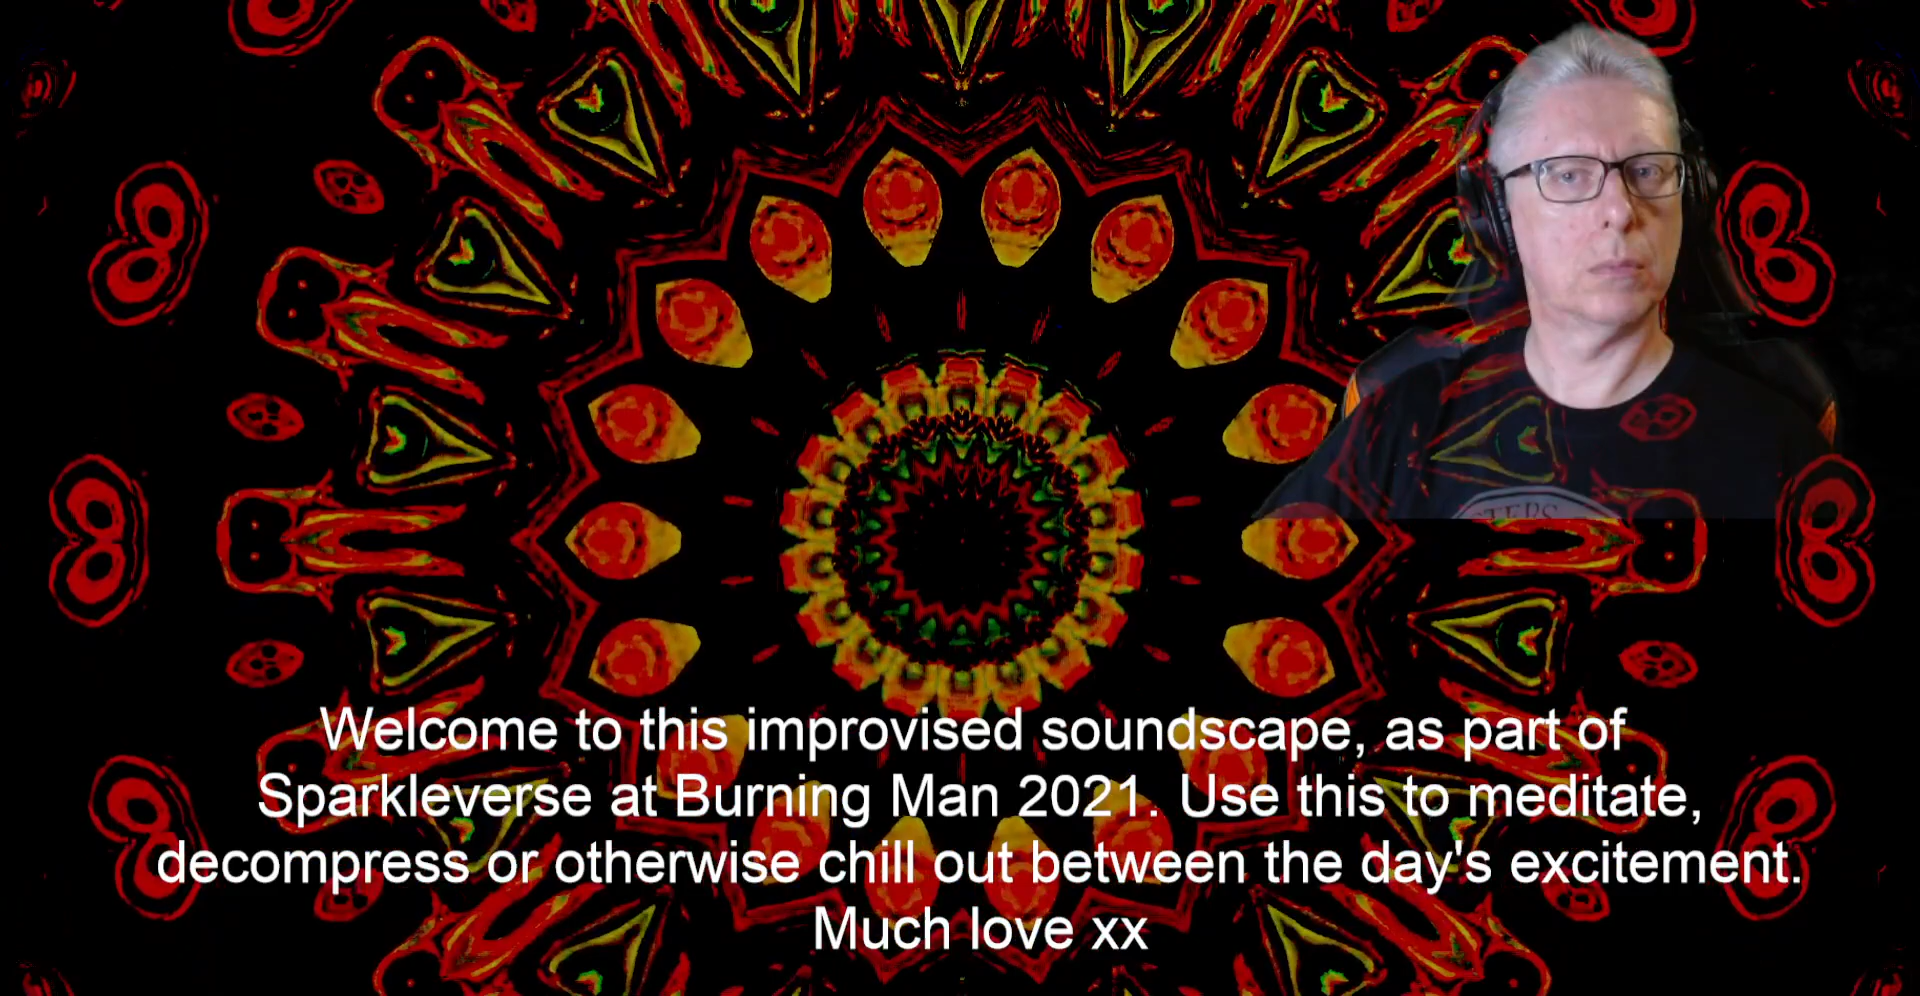 Welcome to this improvised soundscape, as part of
Sparkleverse at Burning Man 2021. Use this to meditate,
decompress or otherwise chill out between the day's excitement.
Much love xx